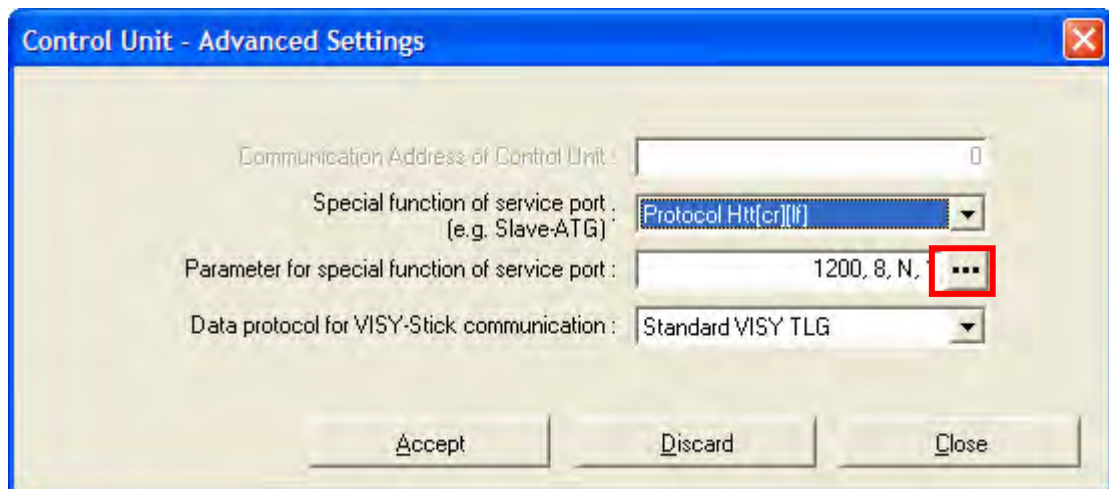 Control Unit - Advanced Settings
Communication Address of Control Unit : 0
Special function of service port :
(e.g. Slave-ATG)
Protocol Htt[cr][lf]
Parameter for special function of service port : 1200, 8, N, ...
Data protocol for VISY-Stick communication : Standard VISY TLG
Accept Discard Close